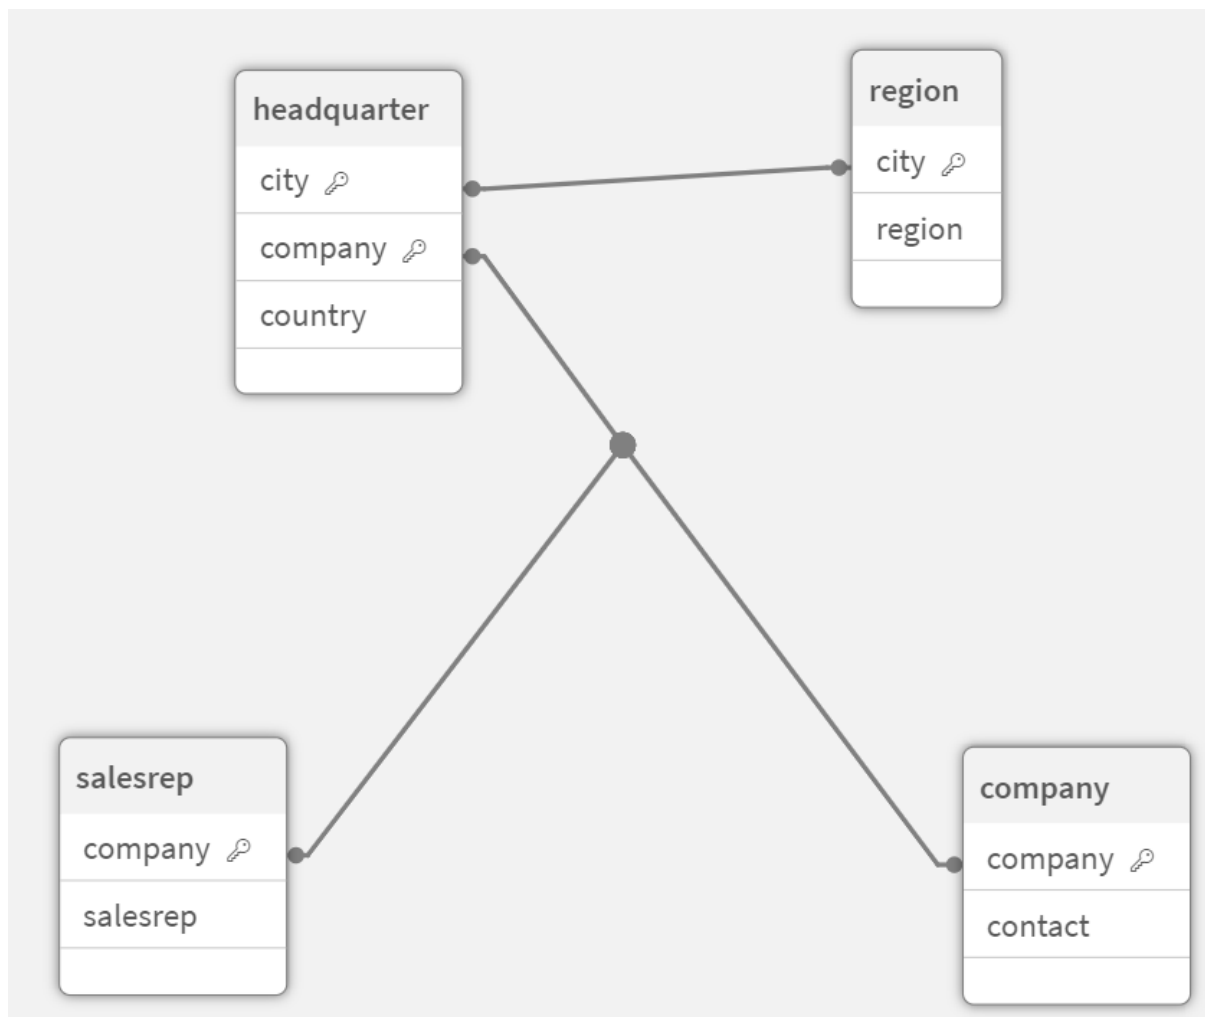 headquarter
city
company
country
region
city
region
salesrep
company
salesrep
company
company
contact